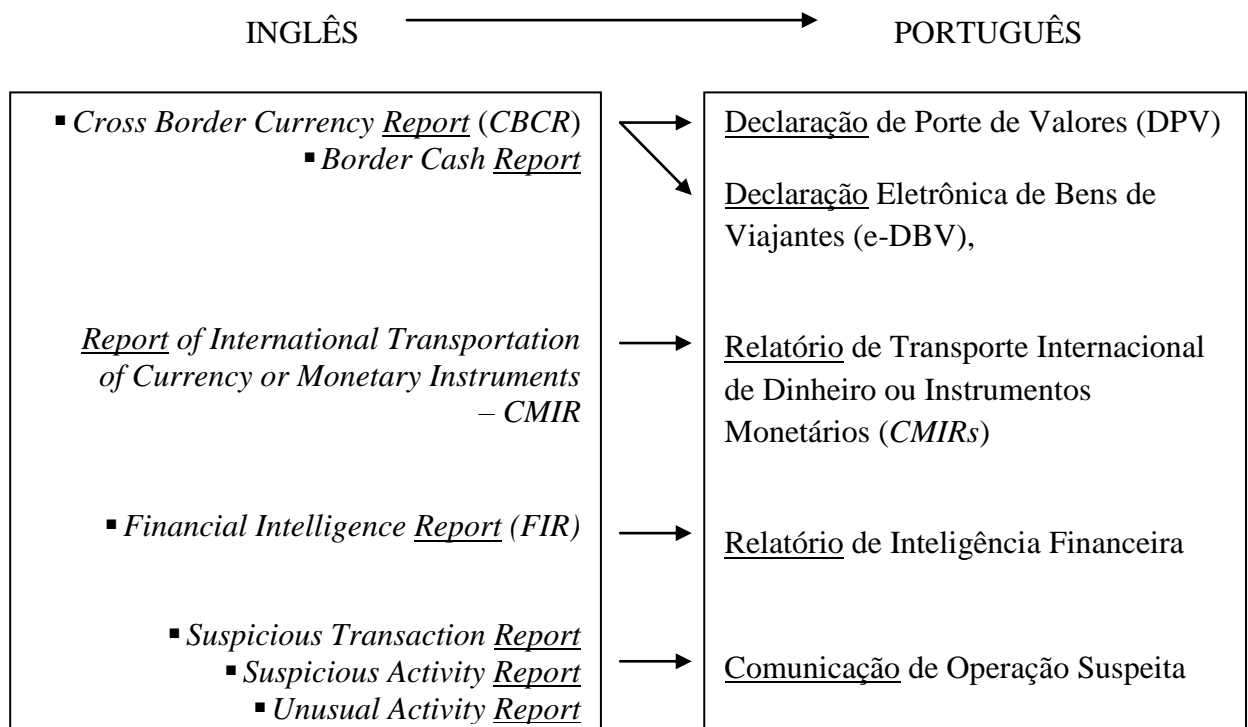 INGLÊS
PORTUGUÊS
▪ Cross Border Currency Report (CBCR)
▪ Border Cash Report
Report of International Transportation
of Currency or Monetary Instruments
– CMIR
▪ Financial Intelligence Report (FIR)
▪ Suspicious Transaction Report
▪ Suspicious Activity Report
▪ Unusual Activity Report
Declaração de Porte de Valores (DPV)
Declaração Eletrônica de Bens de
Viajantes (e-DBV),
Relatório de Transporte Internacional
de Dinheiro ou Instrumentos
Monetários (CMIRs)
Relatório de Inteligência Financeira
Comunicação de Operação Suspeita